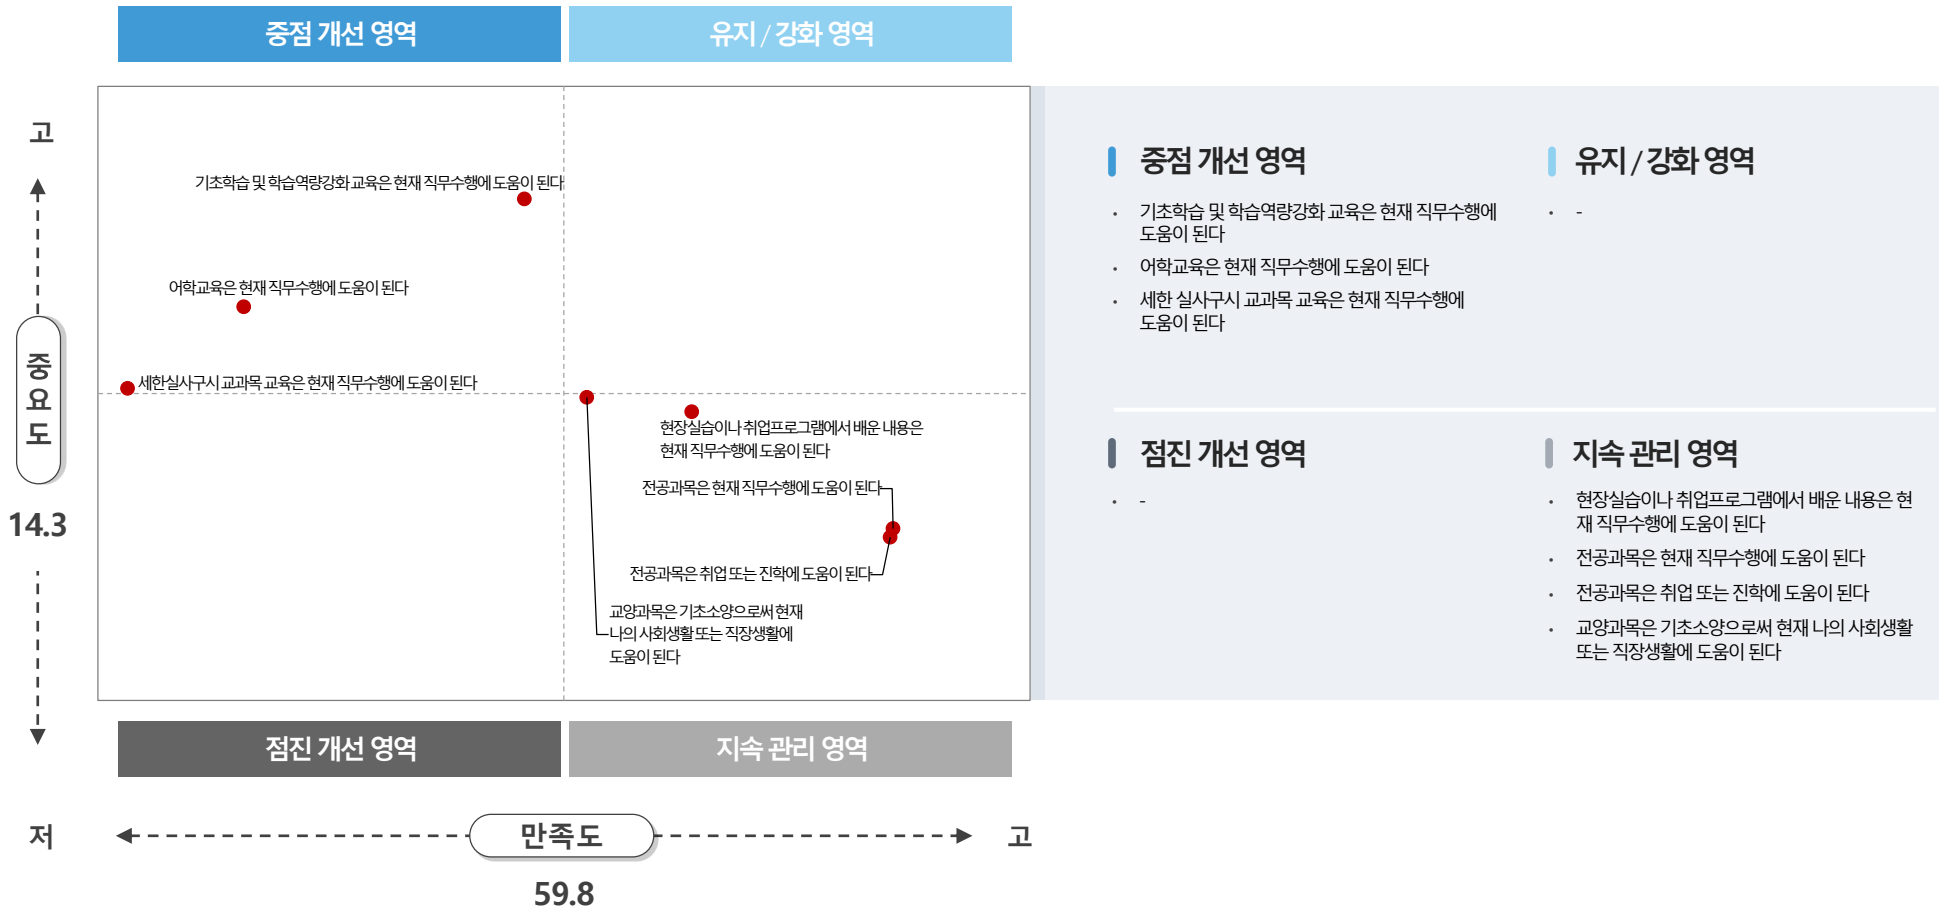 중점 개선 영역
유지 / 강화 영역
고
중요도
14.3
저
기초학습 및 학습역량강화 교육은 현재 직무수행에 도움이 된다
어학교육은 현재 직무수행에 도움이 된다
세한실사구시 교과목 교육은 현재 직무수행에 도움이 된다
현장실습이나 취업프로그램에서 배운 내용은
현재 직무수행에 도움이 된다
전공과목은 현재 직무수행에 도움이 된다
전공과목은 취업 또는 진학에 도움이 된다
교양과목은 기초소양으로써 현재
나의 사회생활 또는 직장생활에
도움이 된다
점진 개선 영역
지속 관리 영역
만족도
고
59.8
중점 개선 영역
• 기초학습 및 학습역량강화 교육은 현재 직무수행에
도움이 된다
• 어학교육은 현재 직무수행에 도움이 된다
• 세한 실사구시 교과목 교육은 현재 직무수행에
도움이 된다
유지 / 강화 영역
• -
점진 개선 영역
• -
지속 관리 영역
• 현장실습이나 취업프로그램에서 배운 내용은 현
재 직무수행에 도움이 된다
• 전공과목은 현재 직무수행에 도움이 된다
• 전공과목은 취업 또는 진학에 도움이 된다
• 교양과목은 기초소양으로써 현재 나의 사회생활
또는 직장생활에 도움이 된다